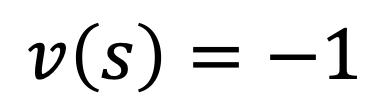 v(s) = −1